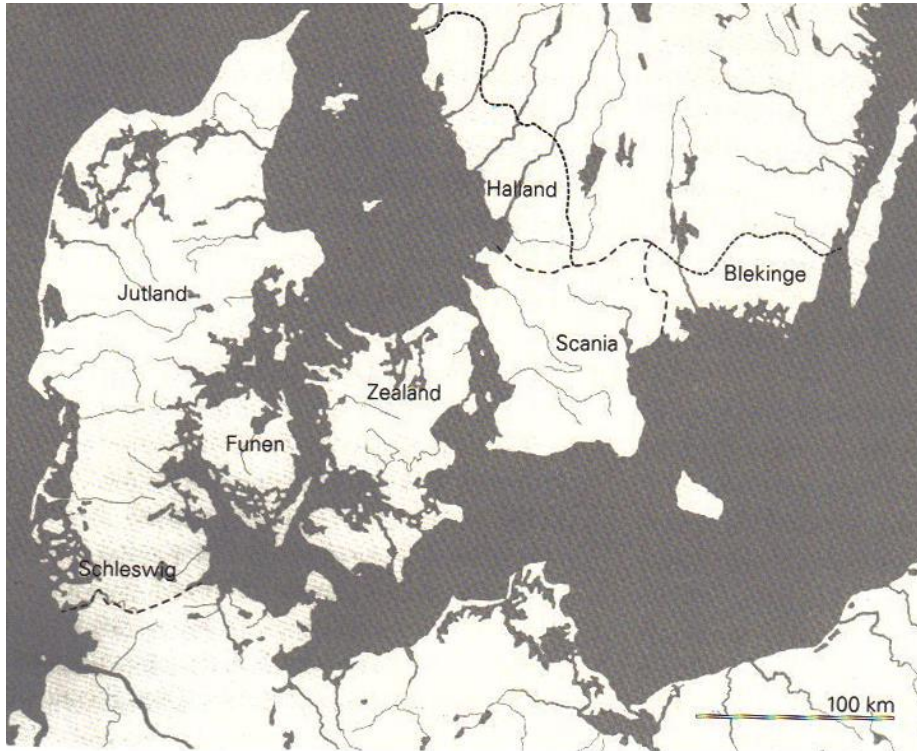 Halland
Blekinge
Jutland
Scania
Zealand
Funen
Schleswig
100 km